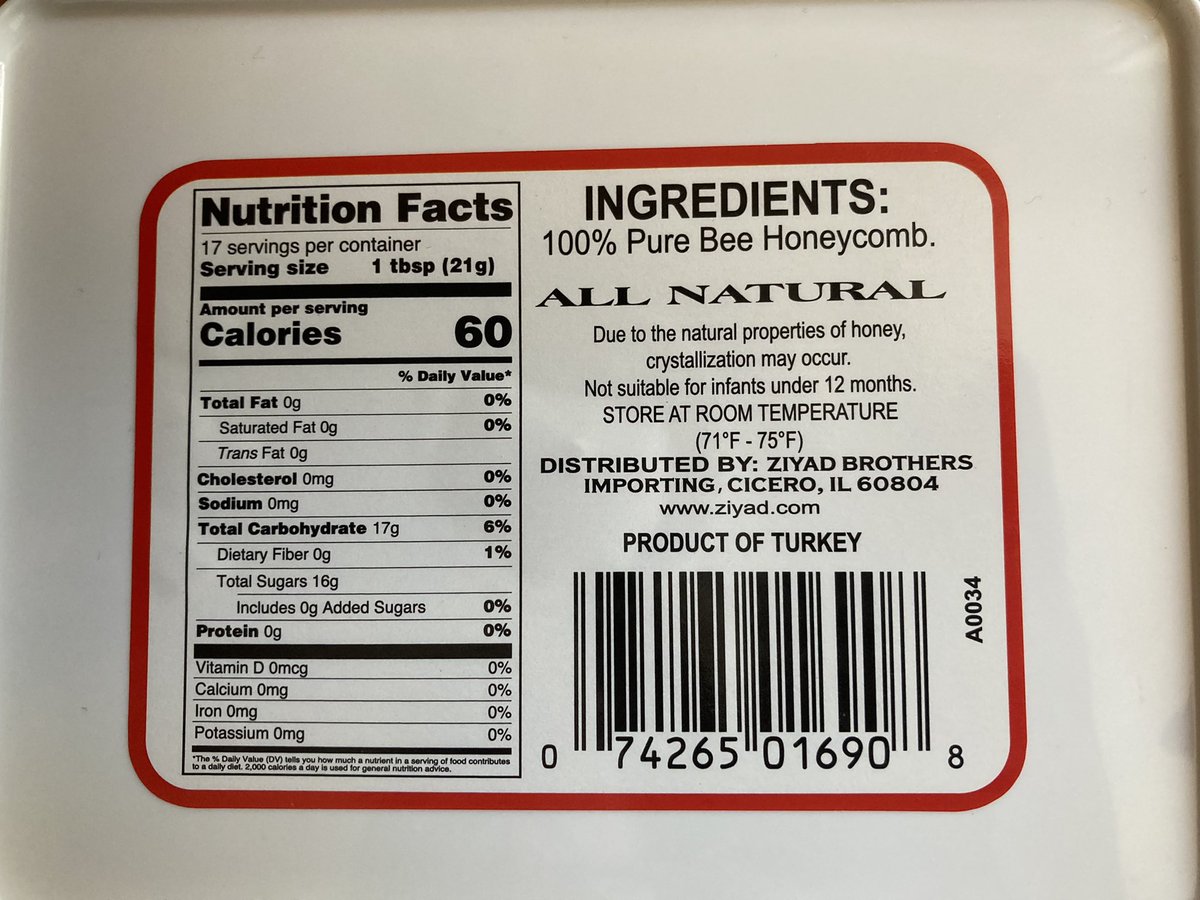 Nutrition Facts
17 servings per container
Serving size 1 tbsp (21g)
Amount per serving
Calories 60
% Daily Value*
Total Fat 0g 0%
Saturated Fat 0g 0%
Trans Fat 0g
Cholesterol 0mg 0%
Sodium 0mg 0%
Total Carbohydrate 17g 6%
Dietary Fiber 0g 1%
Total Sugars 16g
Includes 0g Added Sugars 0%
Protein 0g 0%
Vitamin D 0mcg 0%
Calcium 0mg 0%
Iron 0mg 0%
Potassium 0mg 0%
*The % Daily Value (DV) tells you how much a nutrient in a serving of food contributes
to a daily diet. 2,000 calories a day is used for general nutrition advice.
INGREDIENTS:
100% Pure Bee Honeycomb.
ALL NATURAL
Due to the natural properties of honey,
crystallization may occur.
Not suitable for infants under 12 months.
STORE AT ROOM TEMPERATURE
(71°F - 75°F)
DISTRIBUTED BY: ZIYAD BROTHERS
IMPORTING, CICERO, IL 60804
www.ziyad.com
PRODUCT OF TURKEY
A0034
0 74265 01690 8